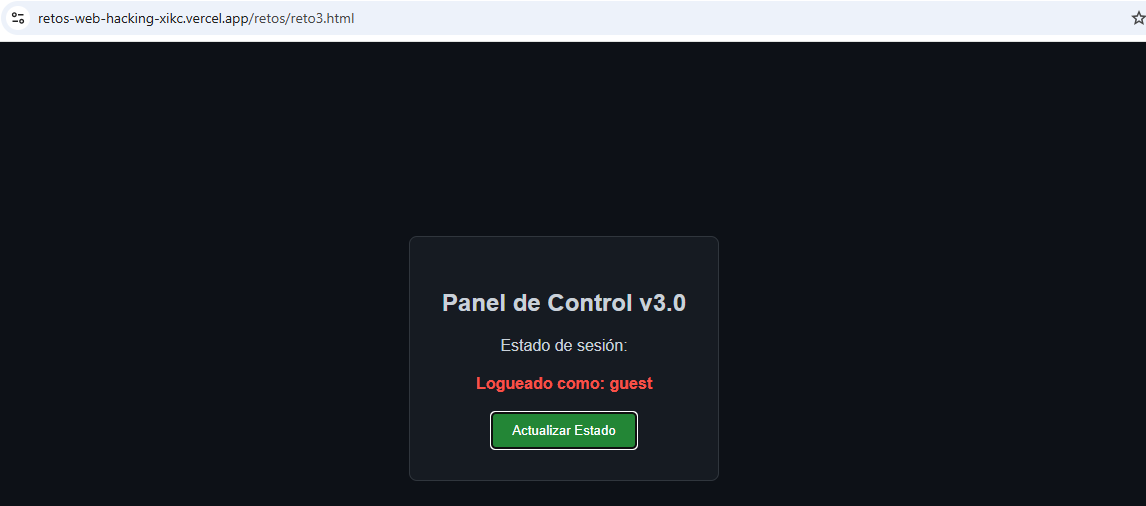 retos-web-hacking-xikc.vercel.app/retos/reto3.html
Panel de Control v3.0
Estado de sesión:
Logueado como: guest
Actualizar Estado